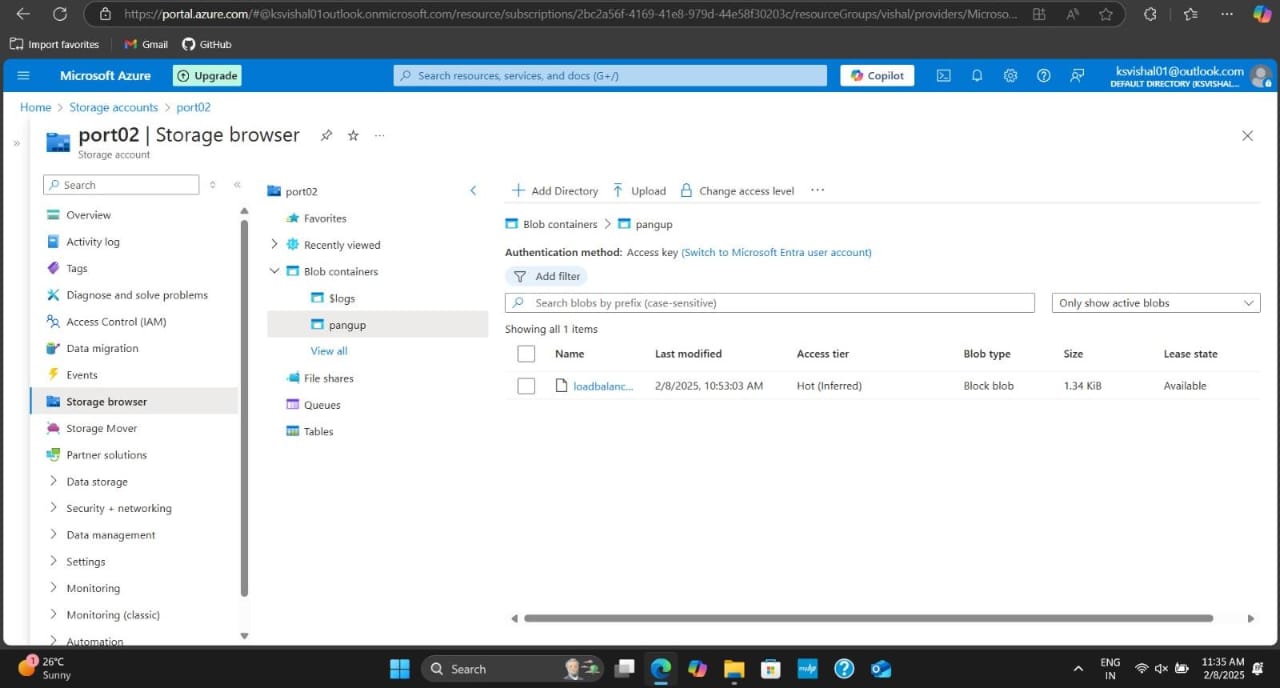 https://portal.azure.com/#@ksvishal01outlook.onmicrosoft.com/resource/subscriptions/2bc2a56f-4169-41e8-979d-44e58f30203c/resourceGroups/vishal/providers/Microso...
Import favorites
Gmail
GitHub
Microsoft Azure
Upgrade
Search resources, services, and docs (G+/)
Copilot
ksvishal01@outlook.com
DEFAULT DIRECTORY (KSVISHAL...
Home > Storage accounts > port02
port02 | Storage browser
Storage account
Search
Overview
Activity log
Tags
Diagnose and solve problems
Access Control (IAM)
Data migration
Events
Storage browser
Storage Mover
Partner solutions
Data storage
Security + networking
Data management
Settings
Monitoring
Monitoring (classic)
Automation
port02
Favorites
Recently viewed
Blob containers
$logs
pangup
View all
File shares
Queues
Tables
Add Directory
Upload
Change access level
Blob containers > pangup
Authentication method: Access key (Switch to Microsoft Entra user account)
Add filter
Search blobs by prefix (case-sensitive)
Only show active blobs
Showing all 1 items
Name Last modified Access tier Blob type Size Lease state
loadbalanc... 2/8/2025, 10:53:03 AM Hot (Inferred) Block blob 1.34 KiB Available
1
26°C
Sunny
Search
myhp
ENG
IN
11:35 AM
2/8/2025